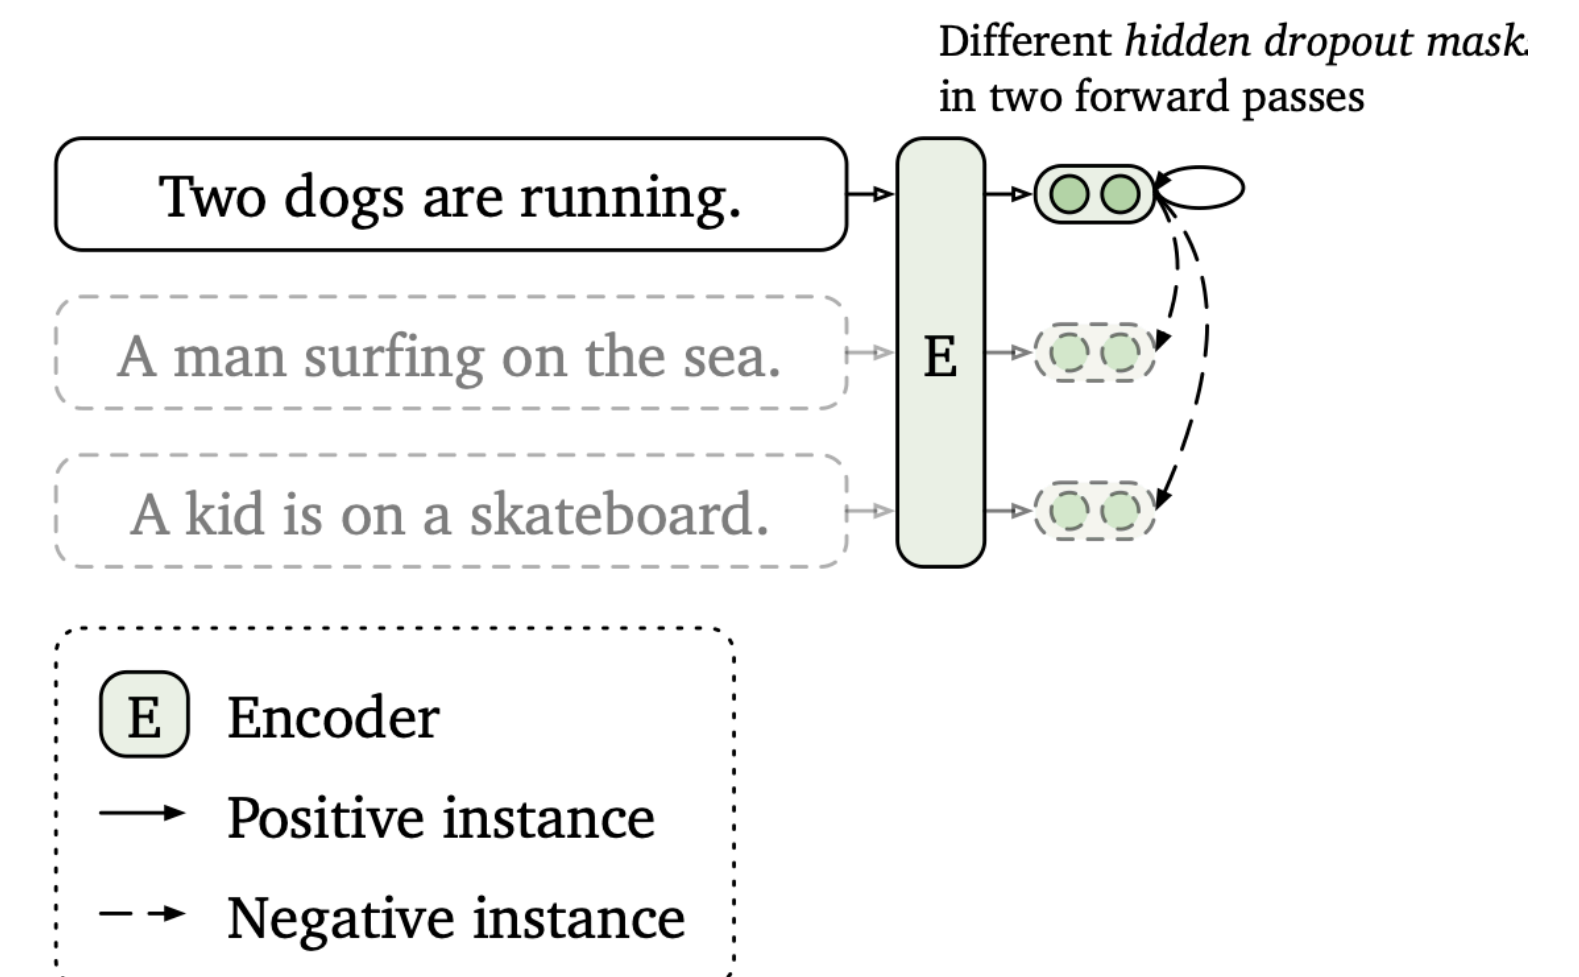 Different hidden dropout mask
in two forward passes
Two dogs are running.
A man surfing on the sea.
E
A kid is on a skateboard.
E Encoder
Positive instance
Negative instance